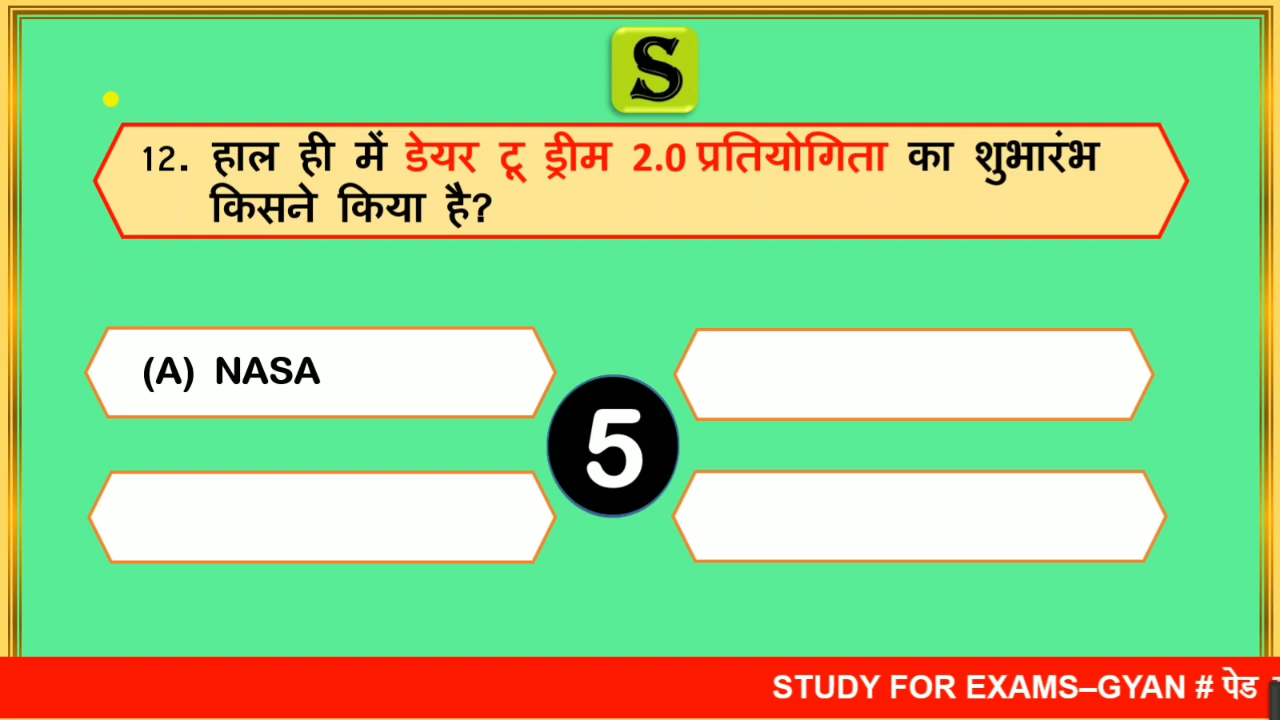 S
12. हाल ही में डेयर टू ड्रीम 2.0 प्रतियोगिता का शुभारंभ
किसने किया है?
(A) NASA
5
STUDY FOR EXAMS–GYAN # पेड